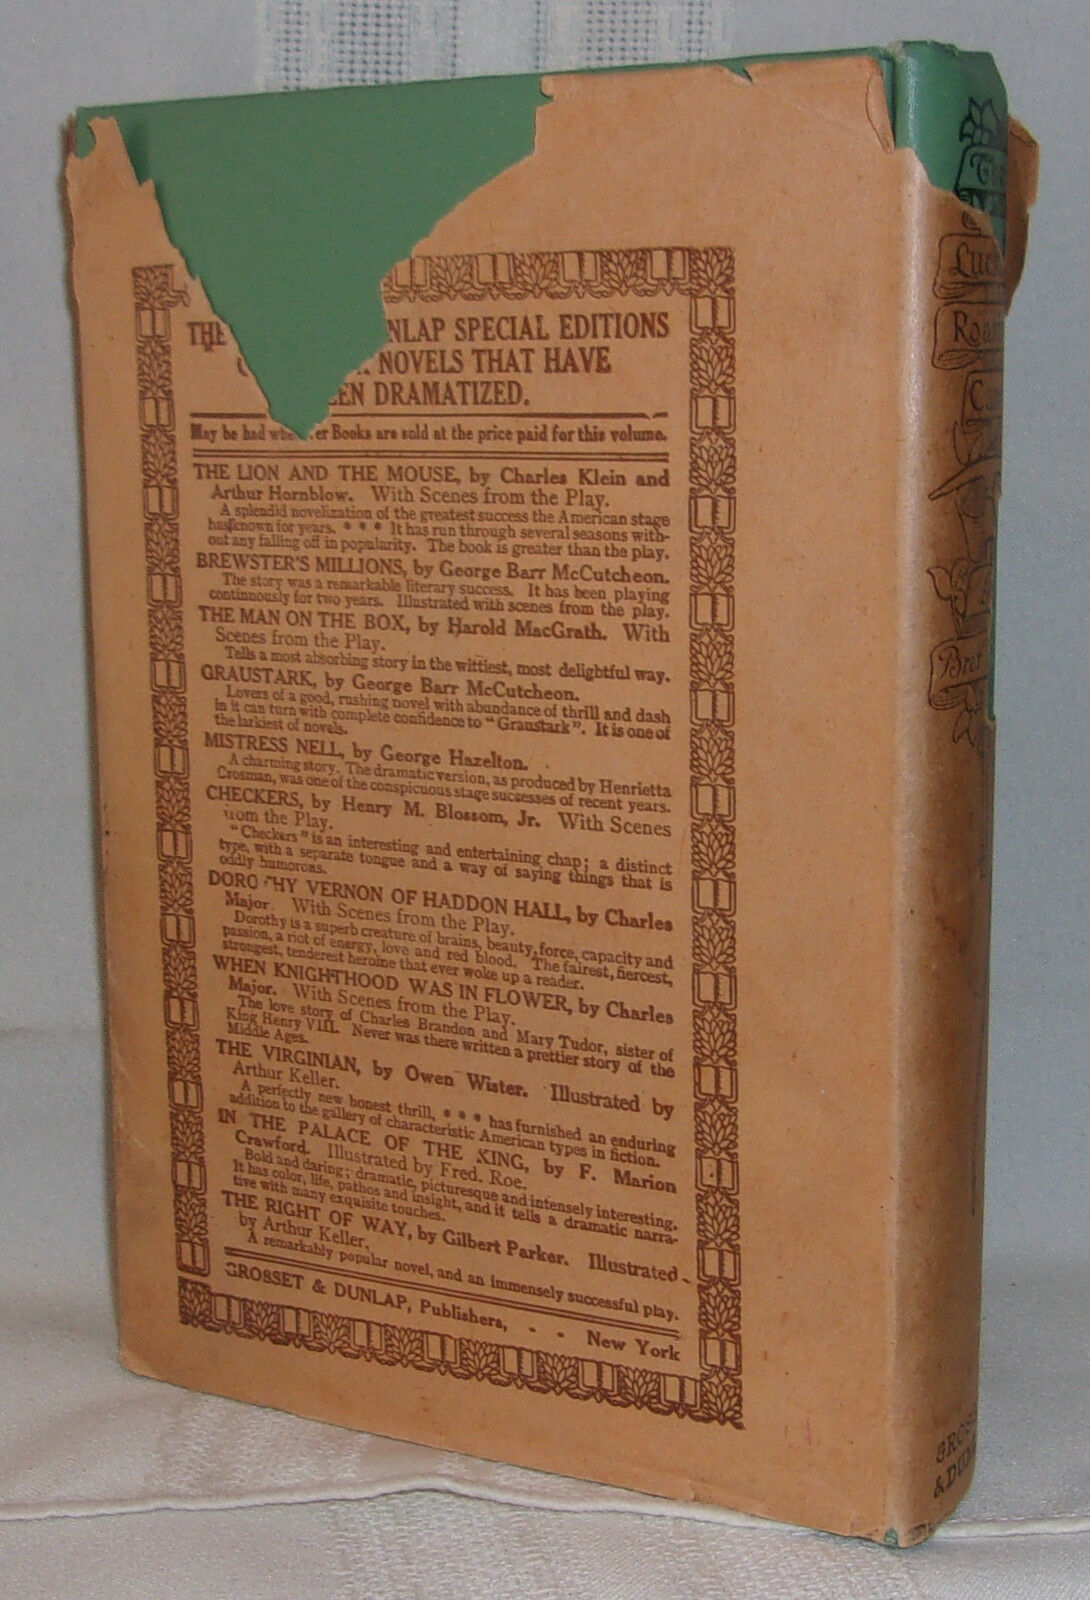 THE NLAP SPECIAL EDITIONS
NOVELS THAT HAVE
EN DRAMATIZED.
May be had whe er Books are sold at the price paid for this volume.
THE LION AND THE MOUSE, by Charles Klein and
Arthur Hornblow. With Scenes from the Play.
A splendid novelization of the greatest success the American stage
has known for years. * * * It has run through several seasons with-
out any falling off in popularity. The book is greater than the play.
BREWSTER'S MILLIONS, by George Barr McCutcheon.
The story was a remarkable literary success. It has been playing
continuously for two years. Illustrated with scenes from the play.
THE MAN ON THE BOX, by Harold MacGrath. With
Scenes from the Play.
Tells a most absorbing story in the wittiest, most delightful way.
GRAUSTARK, by George Barr McCutcheon.
Lovers of a good, rushing novel with abundance of thrill and dash
in it can turn with complete confidence to "Graustark". It is one of
the larkiest of novels.
MISTRESS NELL, by George Hazelton.
A charming story. The dramatic version, as produced by Henrietta
Crosman, was one of the conspicuous stage successes of recent years.
CHECKERS, by Henry M. Blossom, Jr. With Scenes
from the Play.
"Checkers" is an interesting and entertaining chap; a distinct
type, with a separate tongue and a way of saying things that is
oddly humorous.
DOROTHY VERNON OF HADDON HALL, by Charles
Major. With Scenes from the Play.
Dorothy is a superb creature of brains, beauty, force, capacity and
passion, a riot of energy, love and red blood. The fairest, fiercest,
strongest, tenderest heroine that ever woke up a reader.
WHEN KNIGHTHOOD WAS IN FLOWER, by Charles
Major. With Scenes from the Play.
The love story of Charles Brandon and Mary Tudor, sister of
King Henry VIII. Never was there written a prettier story of the
Middle Ages.
THE VIRGINIAN, by Owen Wister. Illustrated by
Arthur Keller.
A perfectly new honest thrill, * * * has furnished an enduring
addition to the gallery of characteristic American types in fiction.
IN THE PALACE OF THE KING, by F. Marion
Crawford. Illustrated by Fred. Roe.
Bold and daring; dramatic, picturesque and intensely interesting.
It has color, life, pathos and insight, and it tells a dramatic narra-
tive with many exquisite touches.
THE RIGHT OF WAY, by Gilbert Parker. Illustrated
by Arthur Keller.
A remarkably popular novel, and an immensely successful play.
GROSSET & DUNLAP, Publishers, - - New York
The
Luc
Roar
Ca
Bret
GROS
& DUN